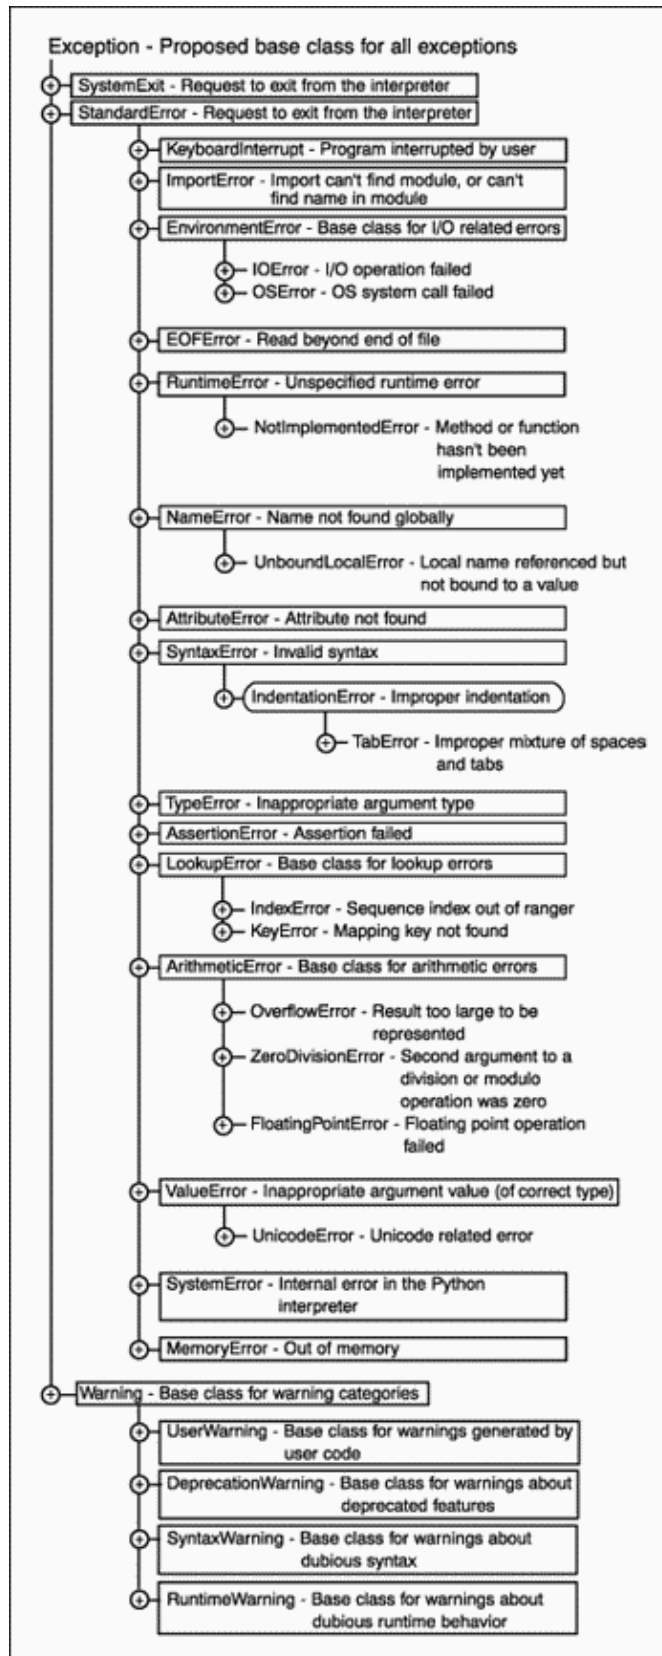 Exception - Proposed base class for all exceptions
SystemExit - Request to exit from the interpreter
StandardError - Request to exit from the interpreter
KeyboardInterrupt - Program interrupted by user
ImportError - Import can't find module, or can't
find name in module
EnvironmentError - Base class for I/O related errors
IOError - I/O operation failed
OSError - OS system call failed
EOFError - Read beyond end of file
RuntimeError - Unspecified runtime error
NotImplementedError - Method or function
hasn't been
implemented yet
NameError - Name not found globally
UnboundLocalError - Local name referenced but
not bound to a value
AttributeError - Attribute not found
SyntaxError - Invalid syntax
IndentationError - Improper indentation
TabError - Improper mixture of spaces
and tabs
TypeError - Inappropriate argument type
AssertionError - Assertion failed
LookupError - Base class for lookup errors
IndexError - Sequence index out of ranger
KeyError - Mapping key not found
ArithmeticError - Base class for arithmetic errors
OverflowError - Result too large to be
represented
ZeroDivisionError - Second argument to a
division or modulo
operation was zero
FloatingPointError - Floating point operation
failed
ValueError - Inappropriate argument value (of correct type)
UnicodeError - Unicode related error
SystemError - Internal error in the Python
interpreter
MemoryError - Out of memory
Warning - Base class for warning categories
UserWarning - Base class for warnings generated by
user code
DeprecationWarning - Base class for warnings about
deprecated features
SyntaxWarning - Base class for warnings about
dubious syntax
RuntimeWarning - Base class for warnings about
dubious runtime behavior